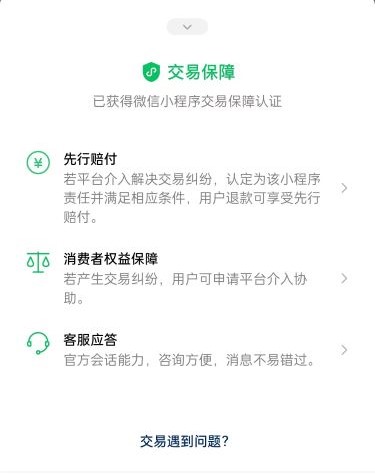 交易保障
已获得微信小程序交易保障认证
先行赔付
若平台介入解决交易纠纷，认定为该小程序
责任并满足相应条件，用户退款可享受先行
赔付。
消费者权益保障
若产生交易纠纷，用户可申请平台介入协
助。
客服应答
官方会话能力，咨询方便，消息不易错过。
交易遇到问题？